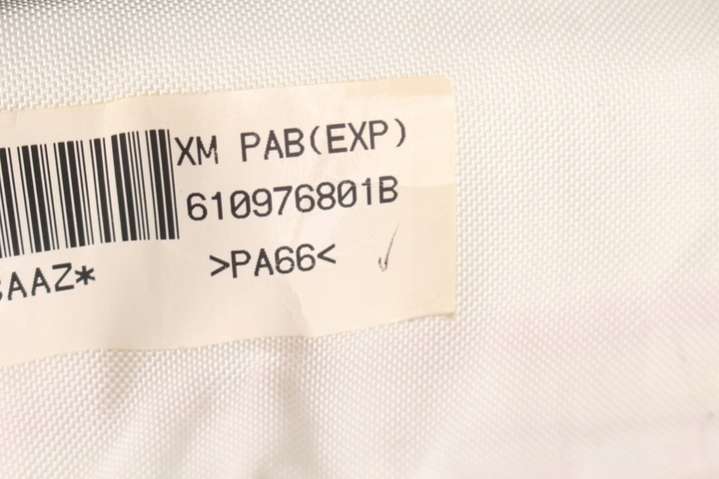 XM PAB(EXP)
610976801B
AAZ*
>PA66<